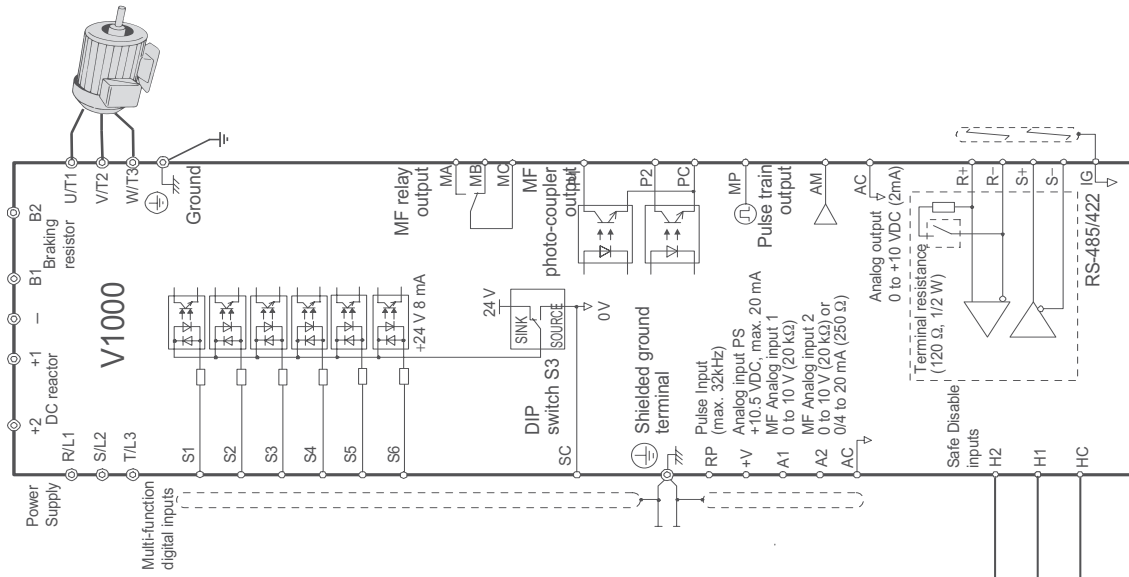 U/T1
V/T2
W/T3
Ground
MF relay
output
MA
MB
MC
MF
photo-coupler
output
P1
P2
PC
MP
Pulse train
output
AM
AC
Analog output
0 to +10 VDC (2mA)
R+
R−
S+
S−
IG
RS-485/422
Terminal resistance
(120 Ω, 1/2 W)
B2
Braking
resistor
B1
−
+1
DC reactor
+2
V1000
+24 V 8 mA
24 V
SINK
SOURCE
0V
DIP
switch S3
Shielded ground
terminal
Pulse Input
(max. 32kHz)
Analog input PS
+10.5 VDC, max. 20 mA
MF Analog input 1
0 to 10 V (20 kΩ)
MF Analog input 2
0 to 10 V (20 kΩ) or
0/4 to 20 mA (250 Ω)
Safe Disable
inputs
R/L1
S/L2
T/L3
S1
S2
S3
S4
S5
S6
SC
RP
+V
A1
A2
AC
H2
H1
HC
Power
Supply
Multi-function
digital inputs